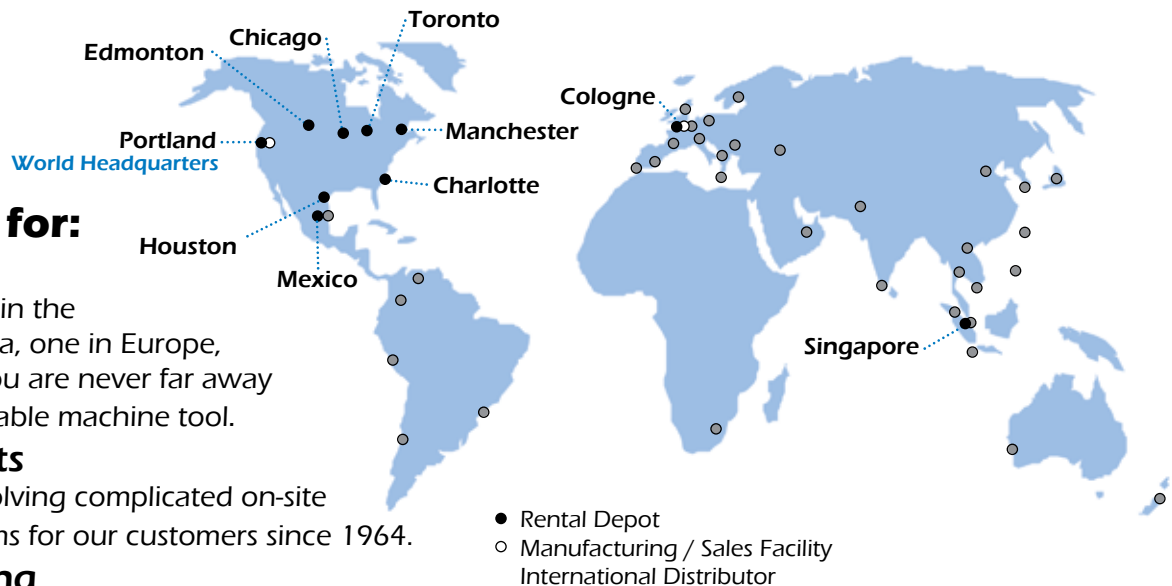 Toronto
Chicago
Edmonton
Cologne
Portland
World Headquarters
Manchester
Charlotte
for:
Houston
Mexico
in the
a, one in Europe,
ou are never far away
able machine tool.
Singapore
ts
olving complicated on-site
ns for our customers since 1964.
ng
Rental Depot
Manufacturing / Sales Facility
International Distributor